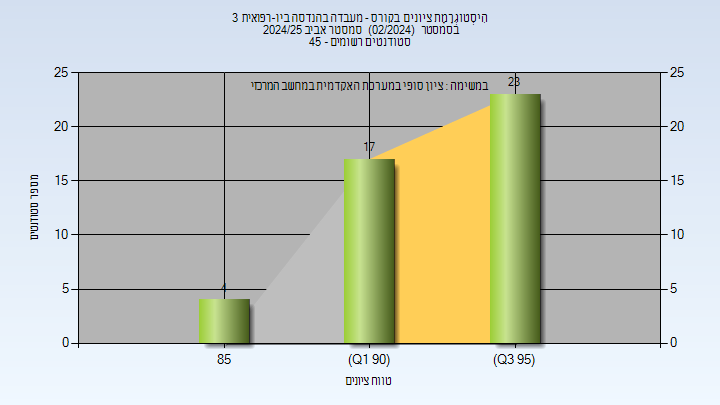 הִיסְטוֹגְרָמַת ציונים בקורס - מעבדה בהנדסה ביו-רפואית 3
בסמסטר (02/2024) סמסטר אביב 2024/25
סטודנטים רשומים - 45
במשימה : ציון סופי במערכת האקדמית במחשב המרכזי
25 25
20 20
15 15
10 10
5 5
0 0
4
17
23
מספר סטודנטים
85
(Q1 90)
(Q3 95)
טווח ציונים